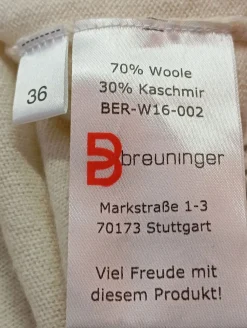 36
70% Woole
30% Kaschmir
BER-W16-002
breuninger
Markstraße 1-3
70173 Stuttgart
Viel Freude mit
diesem Produkt!